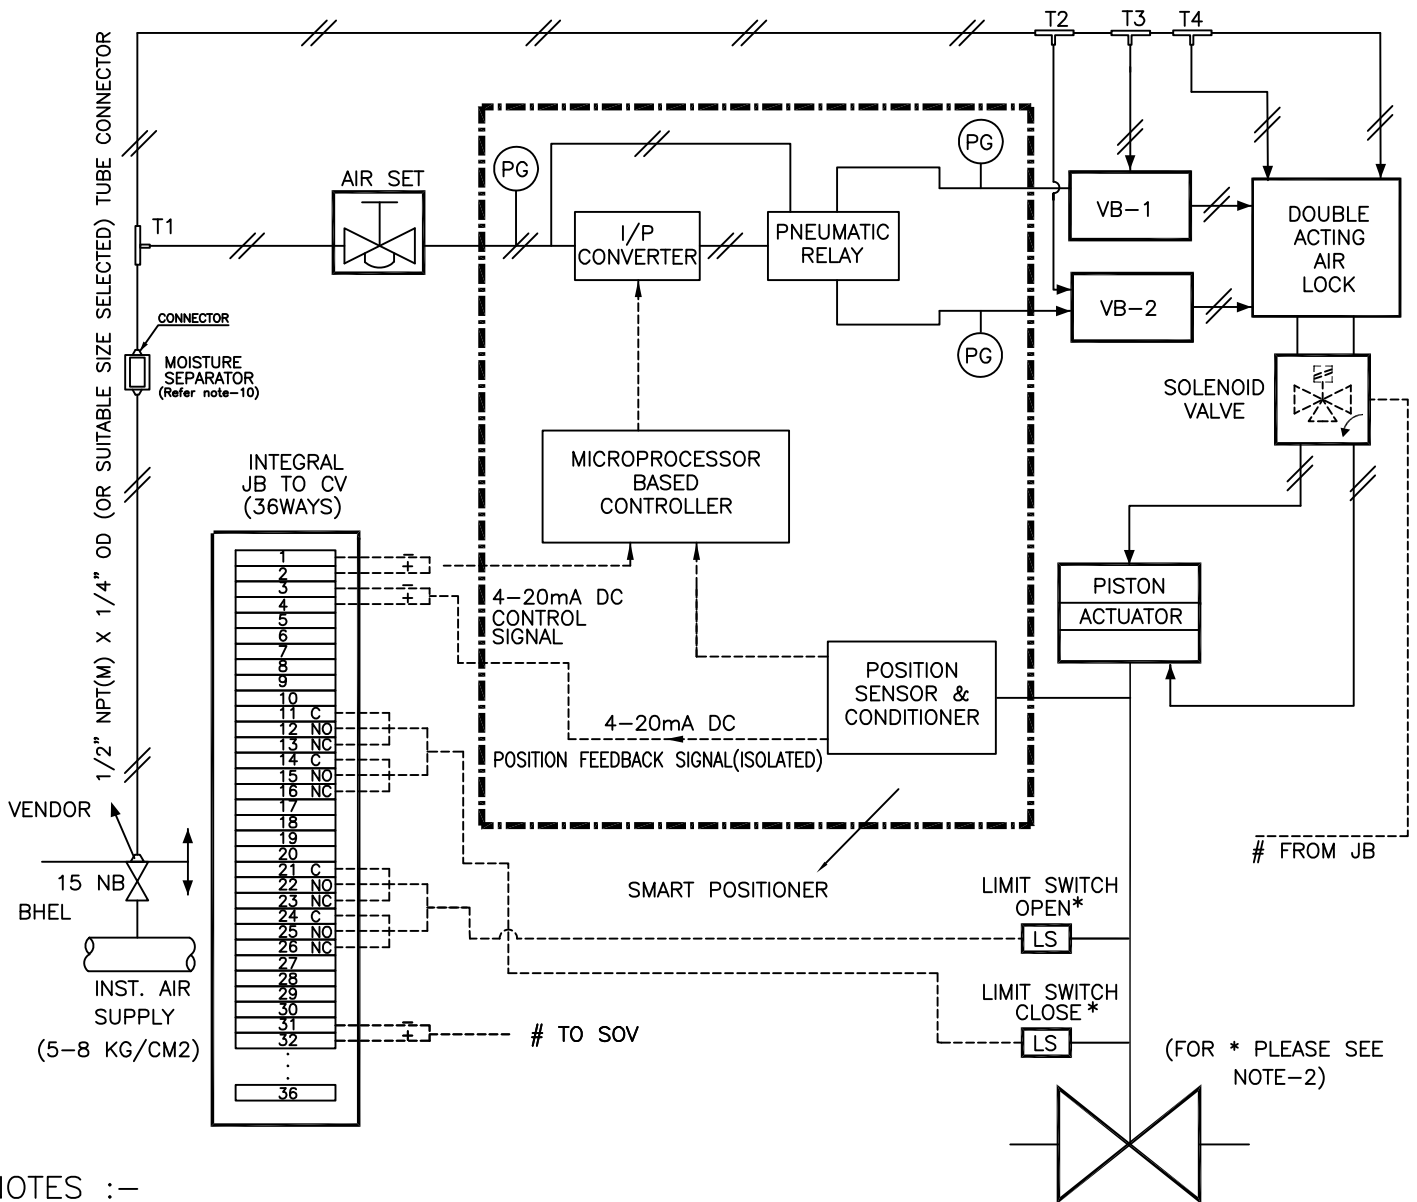 T2
T3
T4
1/2" NPT(M) X 1/4" OD (OR SUITABLE SIZE SELECTED) TUBE CONNECTOR
PG
PG
AIR SET
T1
I/P
CONVERTER
PNEUMATIC
RELAY
VB-1
DOUBLE
ACTING
AIR
LOCK
VB-2
CONNECTOR
MOISTURE
SEPARATOR
(Refer note-10)
PG
SOLENOID
VALVE
MICROPROCESSOR
BASED
CONTROLLER
INTEGRAL
JB TO CV
(36WAYS)
1
-
+
2
3
-
+
4
5
6
7
8
9
10
11 C
12 NO
13 NC
14 C
15 NO
16 NC
17
18
19
20
21 C
22 NO
23 NC
24 C
25 NO
26 NC
27
28
29
30
31
-
+
32
36
4-20mA DC
CONTROL
SIGNAL
PISTON
ACTUATOR
POSITION
SENSOR &
CONDITIONER
4-20mA DC
POSITION FEEDBACK SIGNAL(ISOLATED)
VENDOR
15 NB
BHEL
INST. AIR
SUPPLY
(5-8 KG/CM2)
SMART POSITIONER
# FROM JB
LIMIT SWITCH
OPEN*
LS
LIMIT SWITCH
CLOSE*
LS
# TO SOV
(FOR * PLEASE SEE
NOTE-2)
NOTES :-